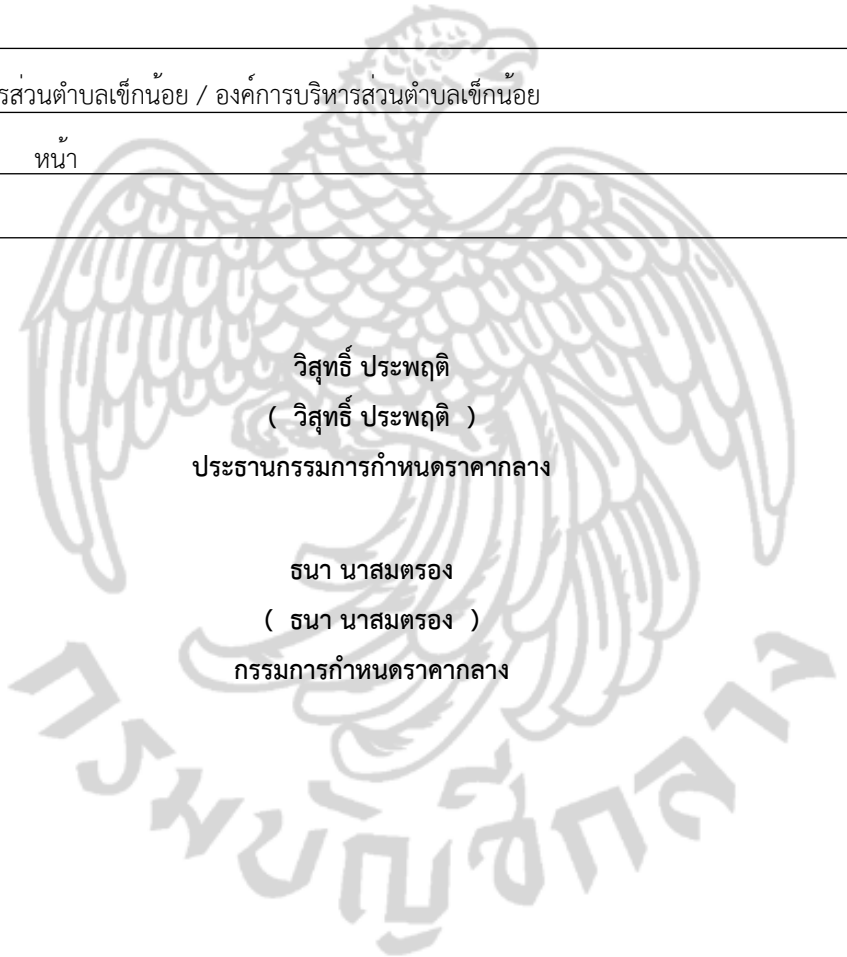 รส่วนตำบลเข็กน้อย / องค์การบริหารส่วนตำบลเข็กน้อย
หน้า
วิสุทธิ์ ประพฤติ
( วิสุทธิ์ ประพฤติ )
ประธานกรรมการกำหนดราคากลาง
ธนา นาสมตรอง
( ธนา นาสมตรอง )
กรรมการกำหนดราคากลาง
กรมบัญชีกลาง